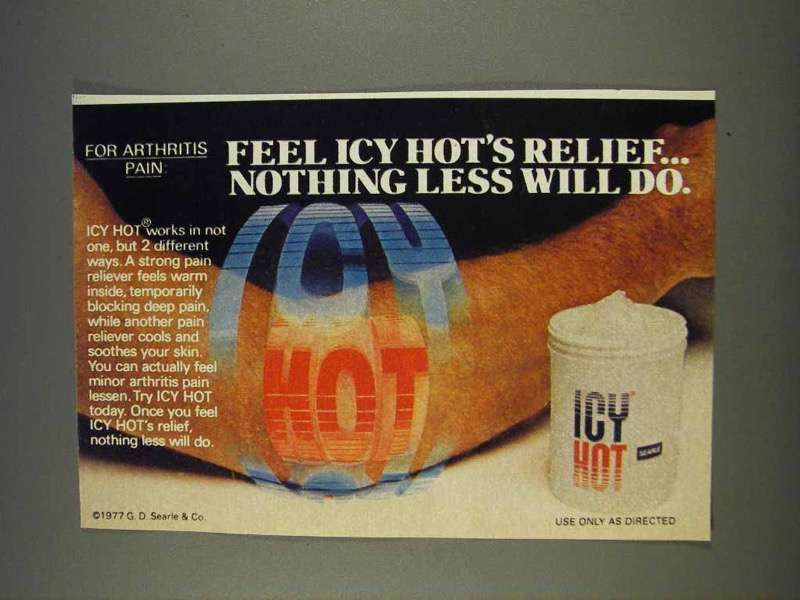 FOR ARTHRITIS
PAIN:
FEEL ICY HOT'S RELIEF...
NOTHING LESS WILL DO.
ICY HOT® works in not
one, but 2 different
ways. A strong pain
reliever feels warm
inside, temporarily
blocking deep pain,
while another pain
reliever cools and
soothes your skin.
You can actually feel
minor arthritis pain
lessen. Try ICY HOT
today. Once you feel
ICY HOT's relief,
nothing less will do.
ICY
HOT
ICY
HOT
SEARLE
©1977 G. D. Searle & Co.
USE ONLY AS DIRECTED